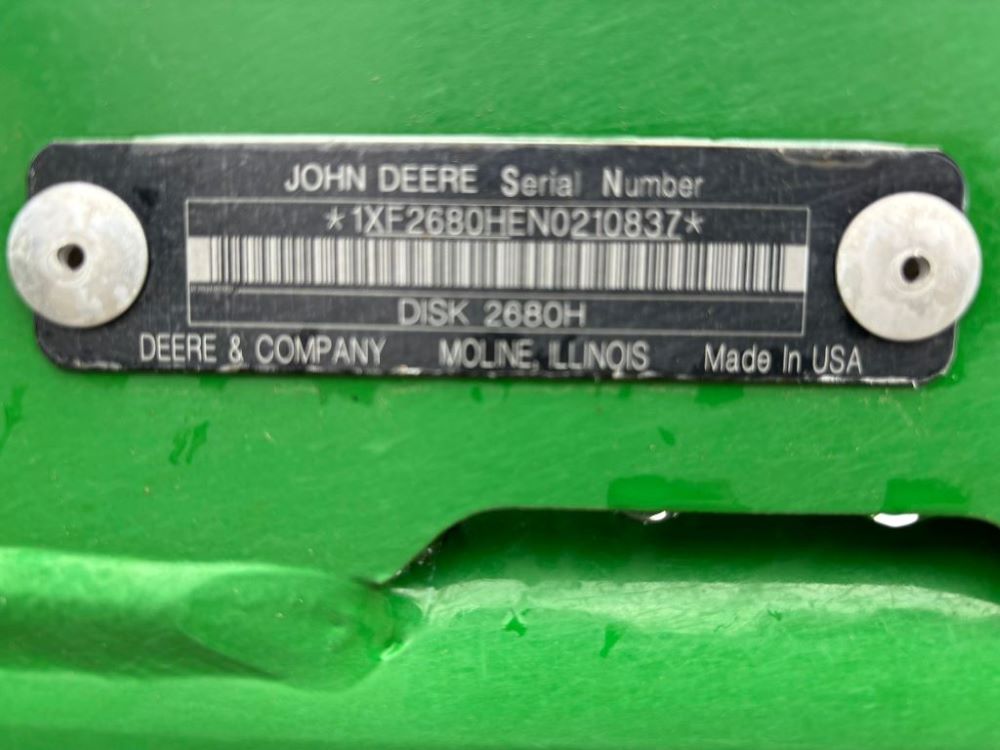 JOHN DEERE Serial Number
*1XF2680HEN0210837*
DISK 2680H
DEERE & COMPANY MOLINE, ILLINOIS Made In USA